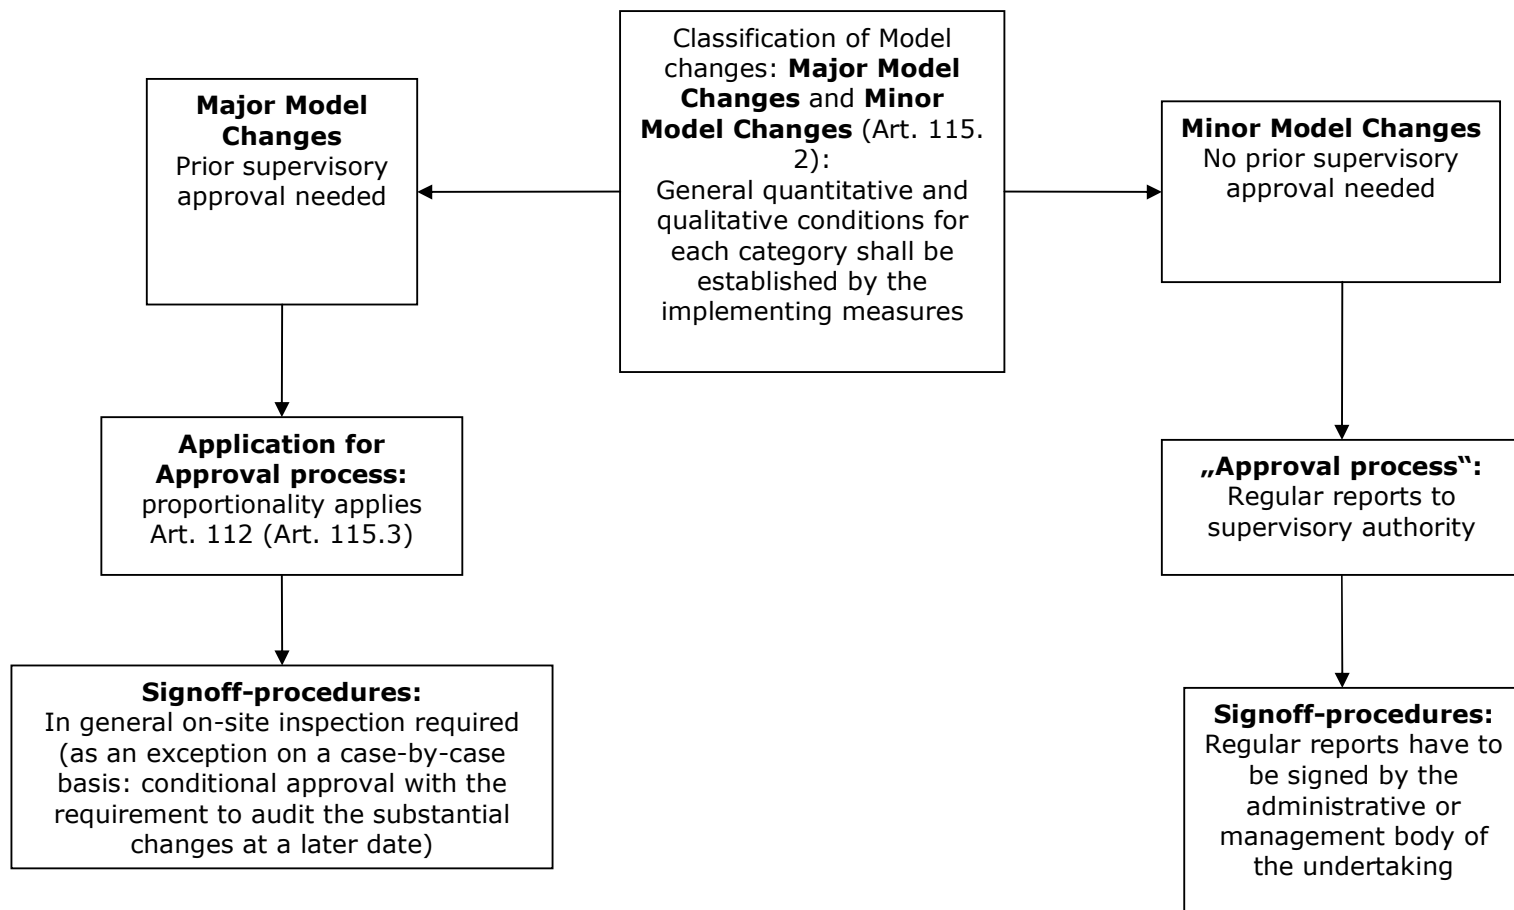 Classification of Model
changes: Major Model
Changes and Minor
Model Changes (Art. 115.
2):
General quantitative and
qualitative conditions for
each category shall be
established by the
implementing measures
Major Model
Changes
Prior supervisory
approval needed
Application for
Approval process:
proportionality applies
Art. 112 (Art. 115.3)
Signoff-procedures:
In general on-site inspection required
(as an exception on a case-by-case
basis: conditional approval with the
requirement to audit the substantial
changes at a later date)
Minor Model Changes
No prior supervisory
approval needed
„Approval process“:
Regular reports to
supervisory authority
Signoff-procedures:
Regular reports have to
be signed by the
administrative or
management body of
the undertaking